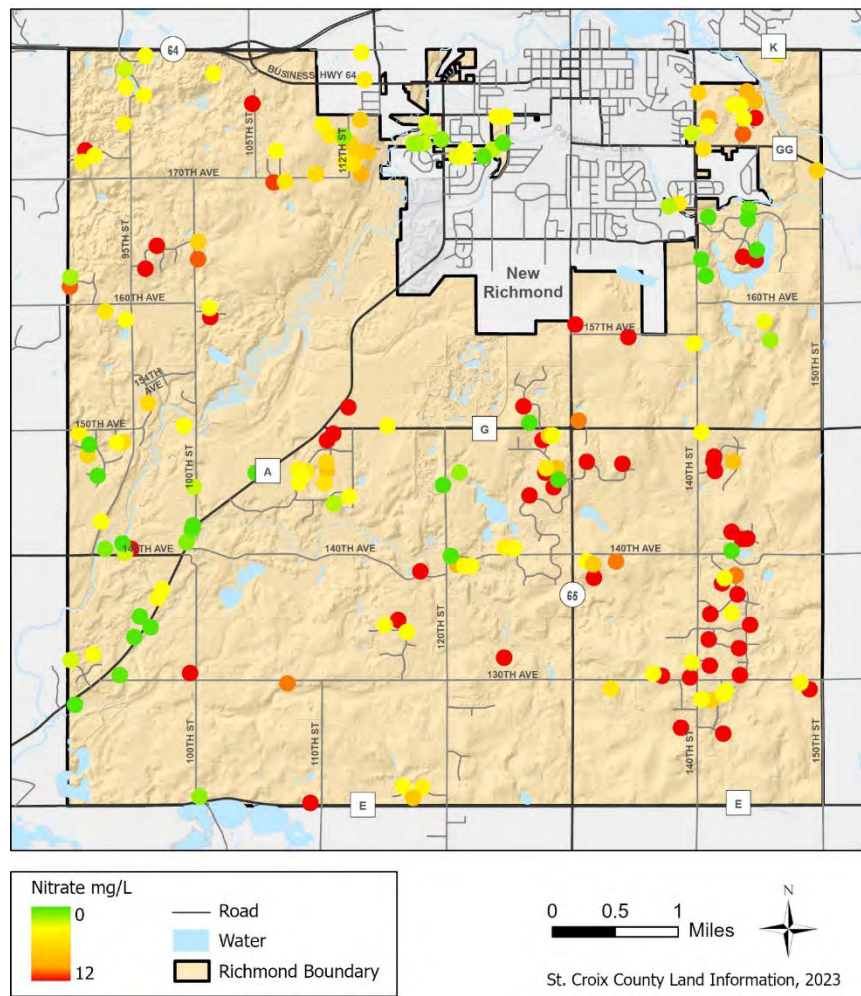 64
K
BUSINESS HWY 64
105TH ST
112TH ST
GG
170TH AVE
95TH ST
New
Richmond
160TH AVE
160TH AVE
157TH AVE
150TH ST
154TH
AVE
150TH AVE
G
100TH ST
A
140TH ST
140TH AVE
140TH AVE
140TH AVE
65
120TH ST
130TH AVE
100TH ST
110TH ST
140TH ST
150TH ST
E
E
Nitrate mg/L
0
12
Road
Water
Richmond Boundary
0 0.5 1
Miles
N
St. Croix County Land Information, 2023